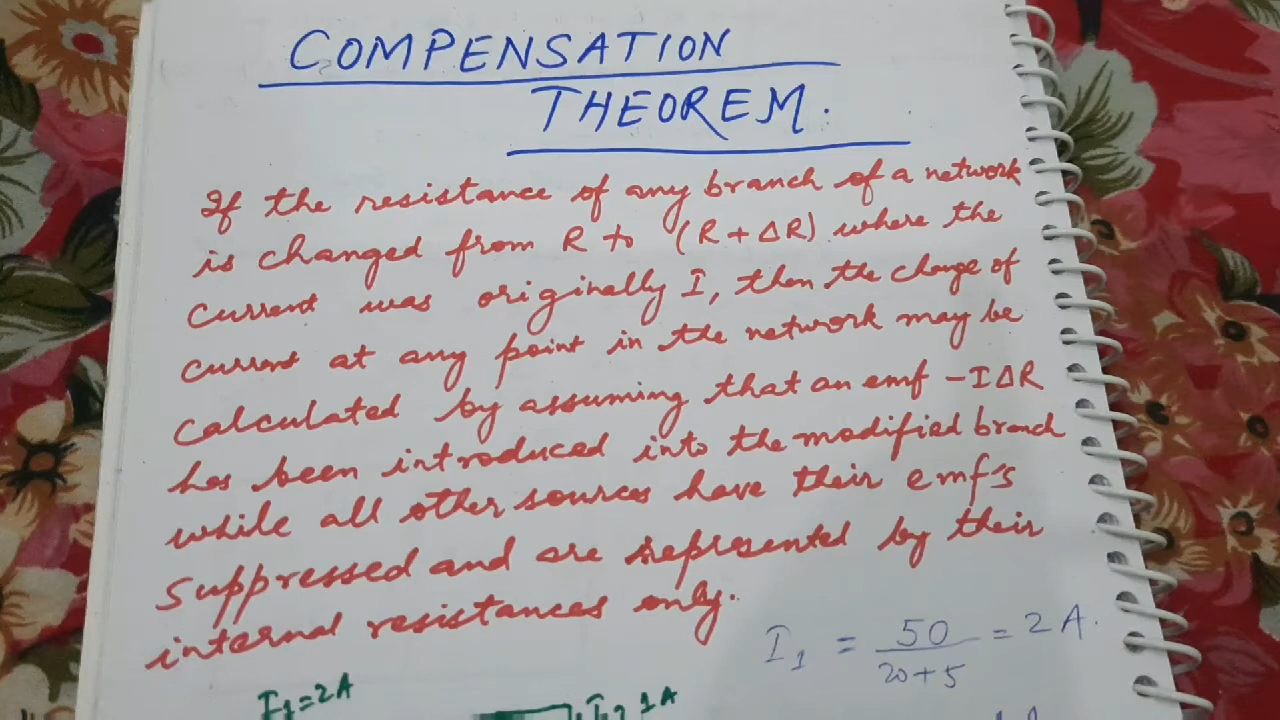 COMPENSATION
THEOREM.
If the resistance of any branch of a network
is changed from R to (R + ΔR) where the
current was originally I, then the change of
current at any point in the network may be
calculated by assuming that an emf -IΔR
has been introduced into the modified branch
while all other sources have their emf's
suppressed and are represented by their
internal resistances only.
I₁ = 50 / 20+5 = 2 A.
I₁=2A
1A